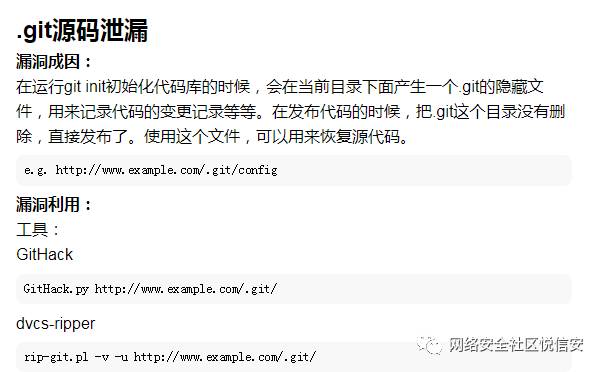 .git源码泄漏
漏洞成因：
在运行git init初始化代码库的时候，会在当前目录下面产生一个.git的隐藏文
件，用来记录代码的变更记录等等。在发布代码的时候，把.git这个目录没有删
除，直接发布了。使用这个文件，可以用来恢复源代码。
e.g. http://www.example.com/.git/config
漏洞利用：
工具：
GitHack
GitHack.py http://www.example.com/.git/
dvcs-ripper
rip-git.pl -v -u http://www.example.com/.git/
网络安全社区悦信安